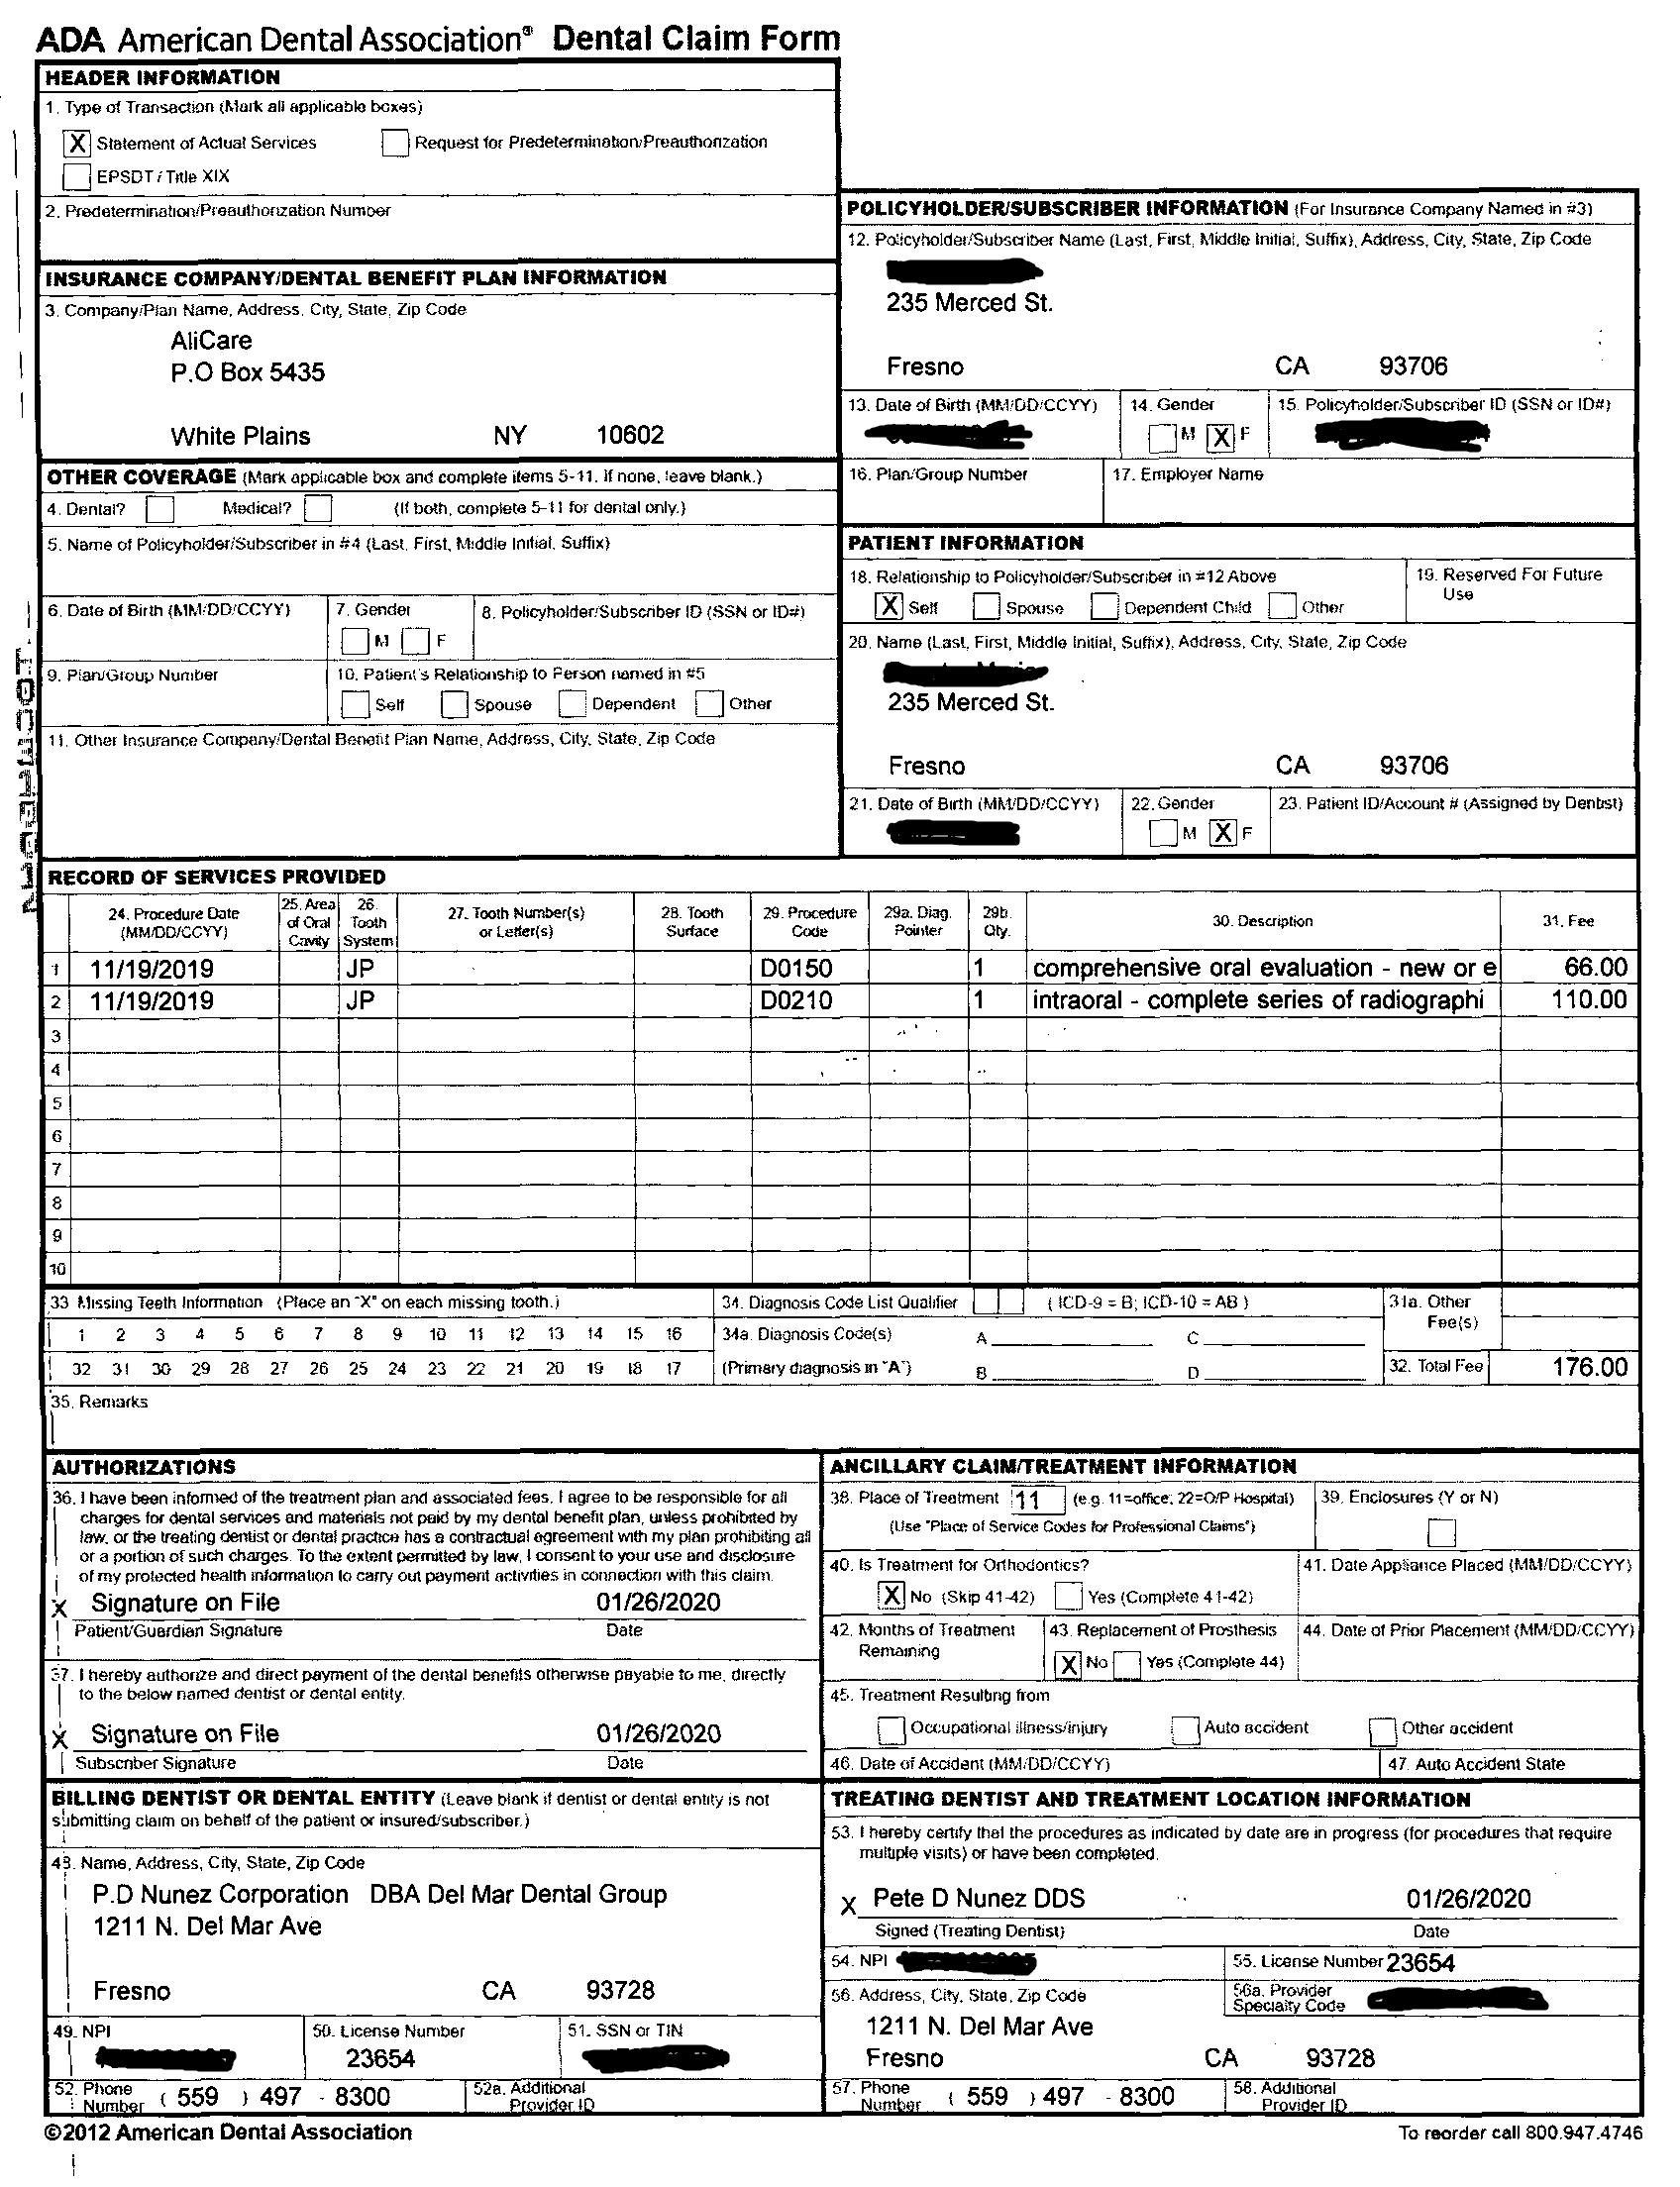 ADA American Dental Association® Dental Claim Form
HEADER INFORMATION
1. Type of Transaction (Mark all applicable boxes)
X Statement of Actual Services Request for Predetermination/Preauthorization
EPSDT / Title XIX
2. Predetermination/Preauthorization Number
INSURANCE COMPANY/DENTAL BENEFIT PLAN INFORMATION
3. Company/Plan Name, Address, City, State, Zip Code
AliCare
P.O Box 5435
White Plains NY 10602
OTHER COVERAGE (Mark applicable box and complete items 5-11. If none, leave blank.)
4. Dental? Medical? (If both, complete 5-11 for dental only.)
5. Name of Policyholder/Subscriber in #4 (Last, First, Middle Initial, Suffix)
6. Date of Birth (MM/DD/CCYY) 7. Gender 8. Policyholder/Subscriber ID (SSN or ID#)
M F
9. Plan/Group Number 10. Patient's Relationship to Person named in #5
Self Spouse Dependent Other
11. Other Insurance Company/Dental Benefit Plan Name, Address, City, State, Zip Code
POLICYHOLDER/SUBSCRIBER INFORMATION (For Insurance Company Named in #3)
12. Policyholder/Subscriber Name (Last, First, Middle Initial, Suffix), Address, City, State, Zip Code
235 Merced St.
Fresno CA 93706
13. Date of Birth (MM/DD/CCYY) 14. Gender 15. Policyholder/Subscriber ID (SSN or ID#)
M X F
16. Plan/Group Number 17. Employer Name
PATIENT INFORMATION
18. Relationship to Policyholder/Subscriber in #12 Above 19. Reserved For Future
Use
X Self Spouse Dependent Child Other
20. Name (Last, First, Middle Initial, Suffix), Address, City, State, Zip Code
235 Merced St.
Fresno CA 93706
21. Date of Birth (MM/DD/CCYY) 22. Gender 23. Patient ID/Account # (Assigned by Dentist)
M X F
RECORD OF SERVICES PROVIDED
24. Procedure Date (MM/DD/CCYY) 25. Area of Oral Cavity 26. Tooth System 27. Tooth Number(s) or Letter(s) 28. Tooth Surface 29. Procedure Code 29a. Diag. Pointer 29b. Qty. 30. Description 31. Fee
1 11/19/2019 JP D0150 1 comprehensive oral evaluation - new or e 66.00
2 11/19/2019 JP D0210 1 intraoral - complete series of radiographi 110.00
3
4
5
6
7
8
9
10
33 Missing Teeth Information (Place an "X" on each missing tooth.) 34. Diagnosis Code List Qualifier ( ICD-9 = B; ICD-10 = AB ) 31a. Other
Fee(s)
1 2 3 4 5 6 7 8 9 10 11 12 13 14 15 16 34a. Diagnosis Code(s) A C
32 31 30 29 28 27 26 25 24 23 22 21 20 19 18 17 (Primary diagnosis in "A") B D 32. Total Fee 176.00
35. Remarks
AUTHORIZATIONS
36. I have been informed of the treatment plan and associated fees. I agree to be responsible for all
charges for dental services and materials not paid by my dental benefit plan, unless prohibited by
law, or the treating dentist or dental practice has a contractual agreement with my plan prohibiting all
or a portion of such charges. To the extent permitted by law, I consent to your use and disclosure
of my protected health information to carry out payment activities in connection with this claim.
X Signature on File 01/26/2020
Patient/Guardian Signature Date
37. I hereby authorize and direct payment of the dental benefits otherwise payable to me, directly
to the below named dentist or dental entity.
X Signature on File 01/26/2020
Subscriber Signature Date
ANCILLARY CLAIM/TREATMENT INFORMATION
38. Place of Treatment 11 (e.g. 11=office; 22=O/P Hospital) 39. Enclosures (Y or N)
(Use "Place of Service Codes for Professional Claims")
40. Is Treatment for Orthodontics? 41. Date Appliance Placed (MM/DD/CCYY)
X No (Skip 41-42) Yes (Complete 41-42)
42. Months of Treatment 43. Replacement of Prosthesis 44. Date of Prior Placement (MM/DD/CCYY)
Remaining X No Yes (Complete 44)
45. Treatment Resulting from
Occupational illness/injury Auto accident Other accident
46. Date of Accident (MM/DD/CCYY) 47. Auto Accident State
BILLING DENTIST OR DENTAL ENTITY (Leave blank if dentist or dental entity is not
submitting claim on behalf of the patient or insured/subscriber.)
48. Name, Address, City, State, Zip Code
P.D Nunez Corporation DBA Del Mar Dental Group
1211 N. Del Mar Ave
Fresno CA 93728
49. NPI 50. License Number 51. SSN or TIN
23654
52. Phone Number ( 559 ) 497 - 8300 52a. Additional Provider ID
TREATING DENTIST AND TREATMENT LOCATION INFORMATION
53. I hereby certify that the procedures as indicated by date are in progress (for procedures that require
multiple visits) or have been completed.
X Pete D Nunez DDS 01/26/2020
Signed (Treating Dentist) Date
54. NPI 55. License Number 23654
56. Address, City, State, Zip Code 56a. Provider Specialty Code
1211 N. Del Mar Ave
Fresno CA 93728
57. Phone Number ( 559 ) 497 - 8300 58. Additional Provider ID
©2012 American Dental Association
To reorder call 800.947.4746